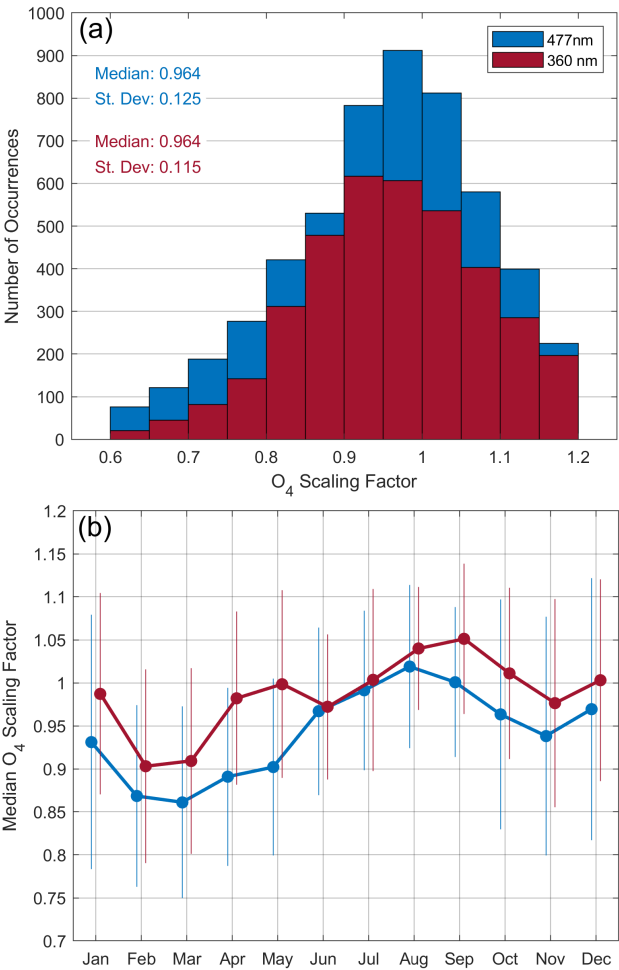 (a)
477nm
360 nm
Median: 0.964
St. Dev: 0.125
Median: 0.964
St. Dev: 0.115
1000
900
800
700
600
500
400
300
200
100
0
Number of Occurrences
0.6 0.7 0.8 0.9 1 1.1 1.2
O4 Scaling Factor
(b)
1.2
1.15
1.1
1.05
1
0.95
0.9
0.85
0.8
0.75
0.7
Median O4 Scaling Factor
Jan Feb Mar Apr May Jun Jul Aug Sep Oct Nov Dec